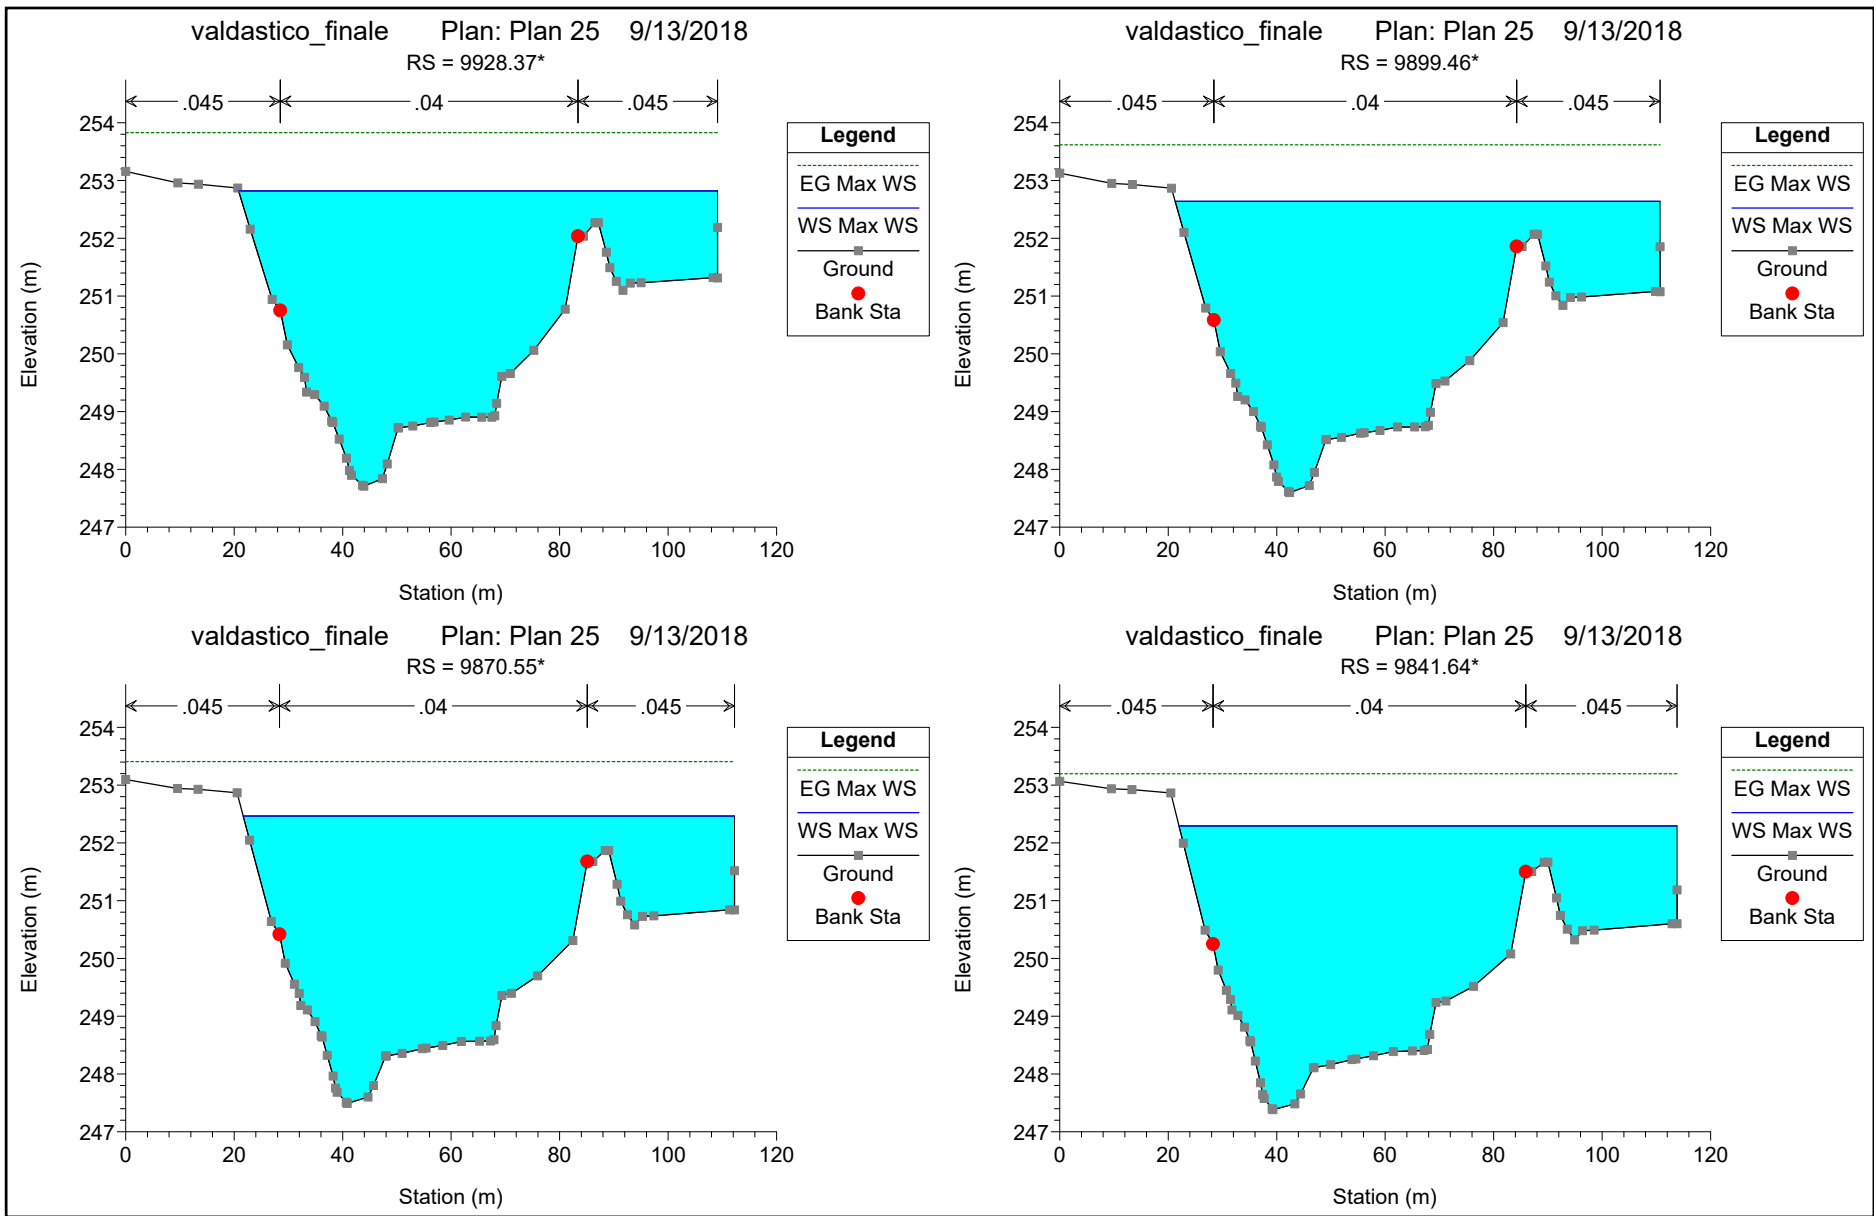 valdastico_finale Plan: Plan 25 9/13/2018
RS = 9928.37*
.045 .04 .045
254
253
252
251
250
249
248
247
0 20 40 60 80 100 120
Elevation (m)
Station (m)
Legend
EG Max WS
WS Max WS
Ground
Bank Sta
valdastico_finale Plan: Plan 25 9/13/2018
RS = 9899.46*
.045 .04 .045
254
253
252
251
250
249
248
247
0 20 40 60 80 100 120
Elevation (m)
Station (m)
Legend
EG Max WS
WS Max WS
Ground
Bank Sta
valdastico_finale Plan: Plan 25 9/13/2018
RS = 9870.55*
.045 .04 .045
254
253
252
251
250
249
248
247
0 20 40 60 80 100 120
Elevation (m)
Station (m)
Legend
EG Max WS
WS Max WS
Ground
Bank Sta
valdastico_finale Plan: Plan 25 9/13/2018
RS = 9841.64*
.045 .04 .045
254
253
252
251
250
249
248
247
0 20 40 60 80 100 120
Elevation (m)
Station (m)
Legend
EG Max WS
WS Max WS
Ground
Bank Sta